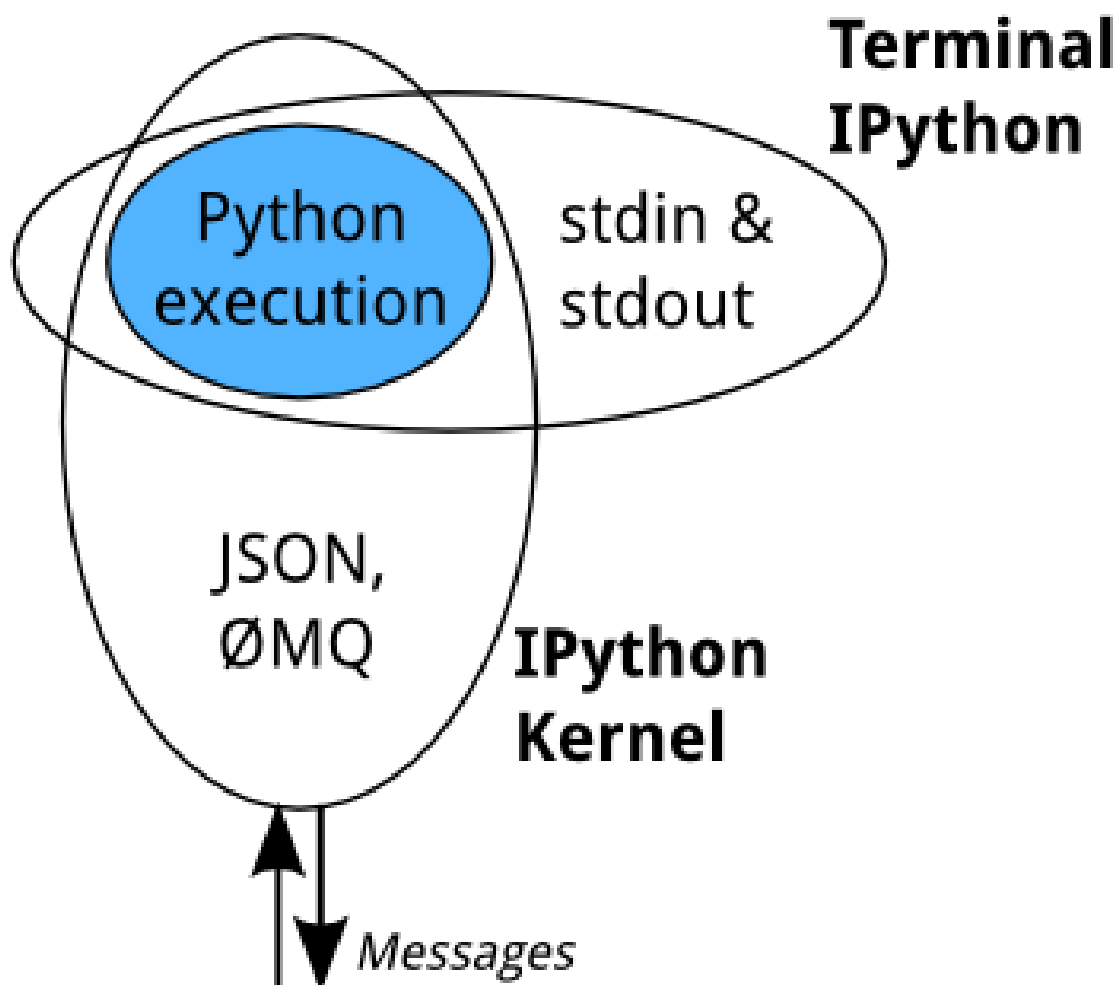 Terminal
IPython
Python
execution
stdin &
stdout
JSON,
ØMQ
IPython
Kernel
Messages